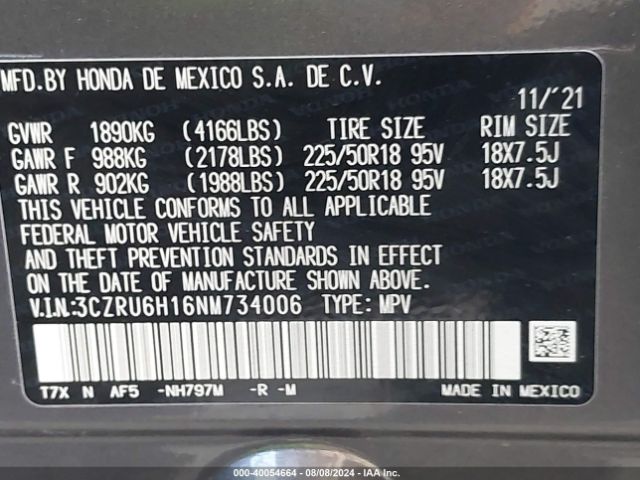 MFD.BY HONDA DE MEXICO S.A. DE C.V.
11/'21
GVWR 1890KG (4166LBS) TIRE SIZE RIM SIZE
GAWR F 988KG (2178LBS) 225/50R18 95V 18X7.5J
GAWR R 902KG (1988LBS) 225/50R18 95V 18X7.5J
THIS VEHICLE CONFORMS TO ALL APPLICABLE
FEDERAL MOTOR VEHICLE SAFETY
AND THEFT PREVENTION STANDARDS IN EFFECT
ON THE DATE OF MANUFACTURE SHOWN ABOVE.
V.I.N.:3CZRU6H16NM734006 TYPE: MPV
T7X N AF5 -NH797M -R -M MADE IN MEXICO
000-40054664 - 08/08/2024 - IAA Inc.